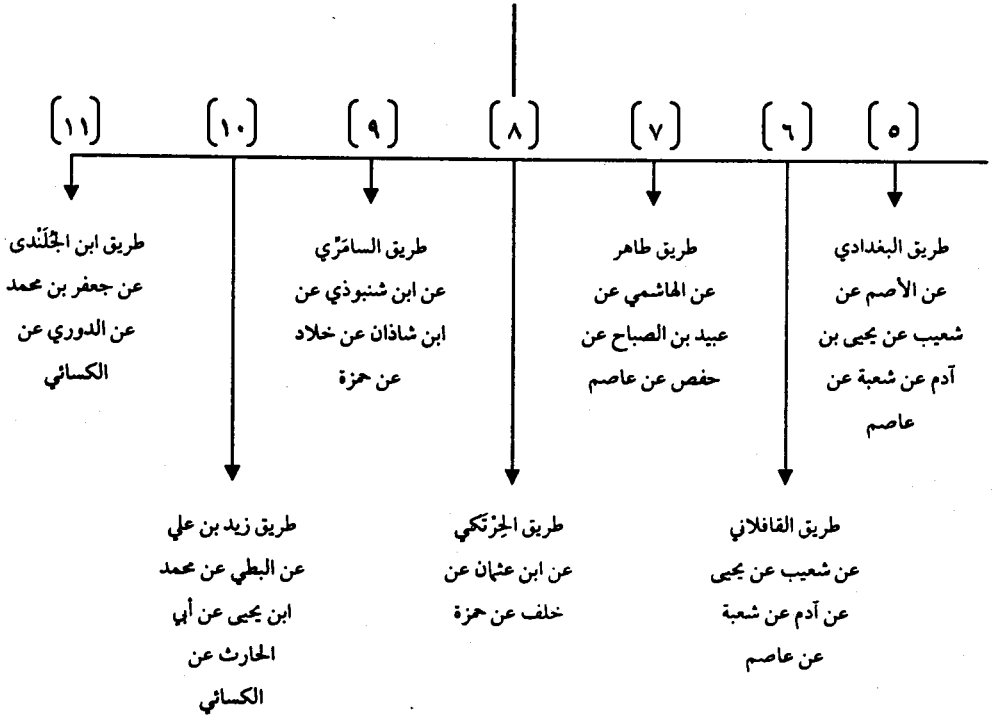 [٥]
[٦]
[٧]
[٨]
[٩]
[١٠]
[١١]
طريق البغدادي
عن الأصم عن
شعيب عن يحيى بن
آدم عن شعبة عن
عاصم
طريق القافلاني
عن شعيب عن يحيى
عن آدم عن شعبة
عن عاصم
طريق طاهر
عن الهاشمي عن
عبيد بن الصباح عن
حفص عن عاصم
طريق الحِرْتَكي
عن ابن عثمان عن
خلف عن حمزة
طريق السامَرِّي
عن ابن شنبوذي عن
ابن شاذان عن خلاد
عن حمزة
طريق زيد بن علي
عن البطي عن محمد
ابن يحيى عن أبي
الحارث عن
الكسائي
طريق ابن الجُلَنْدى
عن جعفر بن محمد
عن الدوري عن
الكسائي